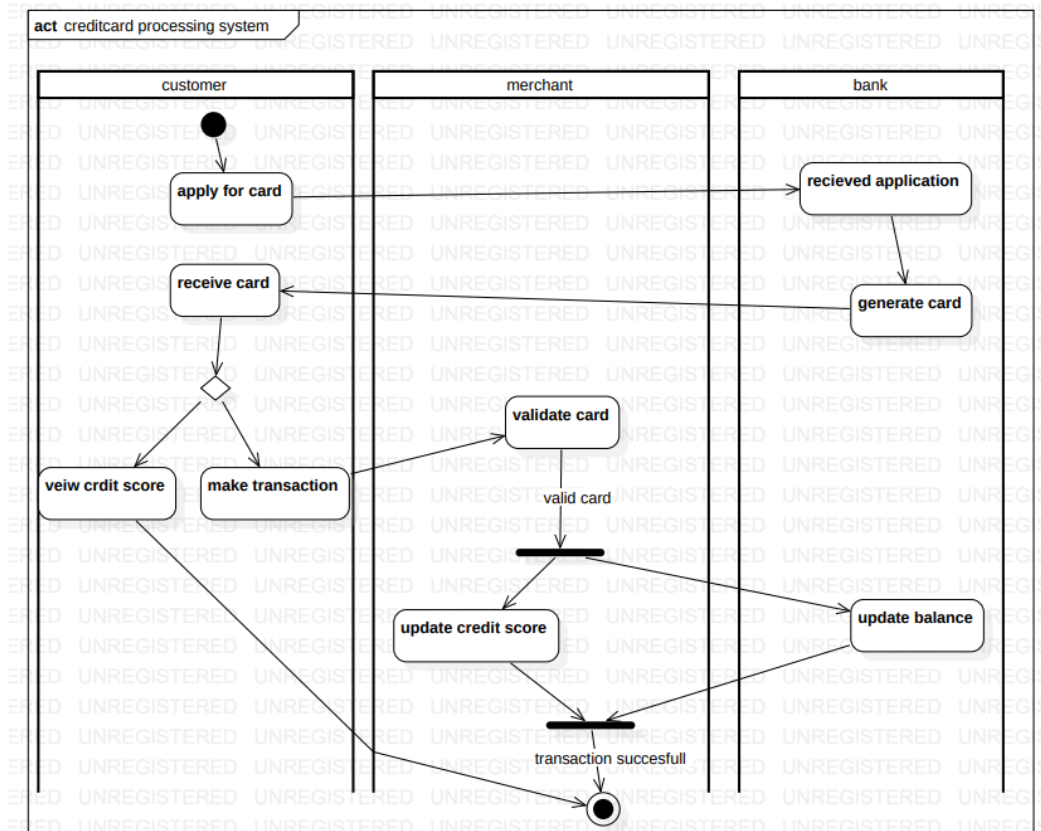 act creditcard processing system
customer
merchant
bank
apply for card
recieved application
receive card
generate card
validate card
veiw crdit score
make transaction
valid card
update credit score
update balance
transaction succesfull
UNREGISTERED